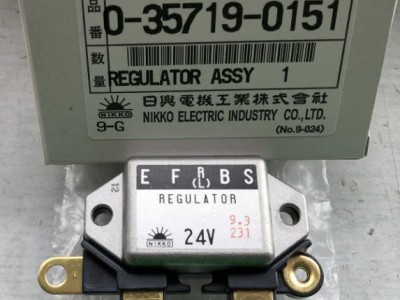 品番 0-35719-0151
数量 REGULATOR ASSY 1
NIKKO 日興電機工業株式会社
9-G NIKKO ELECTRIC INDUSTRY CO.,LTD.
(No.9-024)
E F R(L) B S
12
REGULATOR
9.3
231
NIKKO 24V